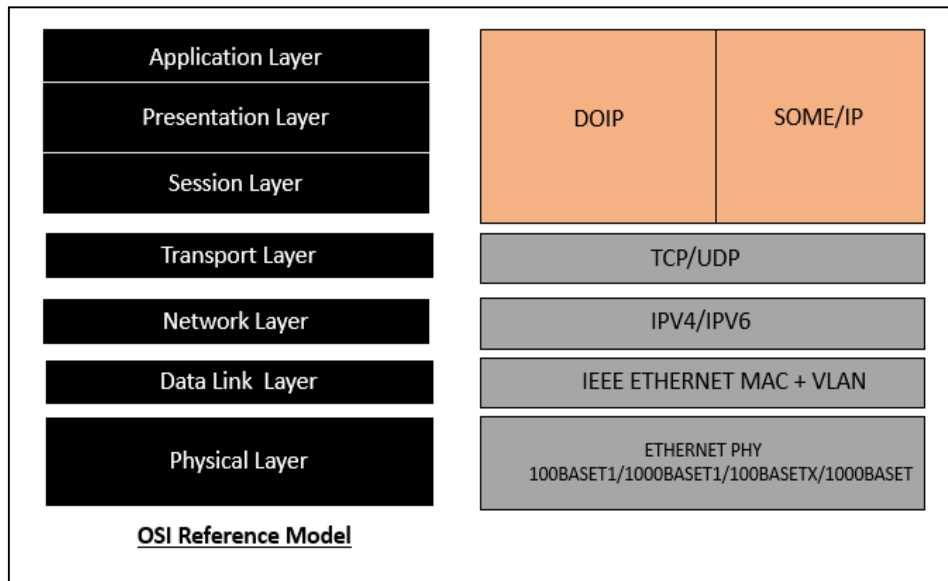 Application Layer
Presentation Layer
Session Layer
Transport Layer
Network Layer
Data Link Layer
Physical Layer
OSI Reference Model
DOIP
SOME/IP
TCP/UDP
IPV4/IPV6
IEEE ETHERNET MAC + VLAN
ETHERNET PHY
100BASET1/1000BASET1/100BASETX/1000BASET